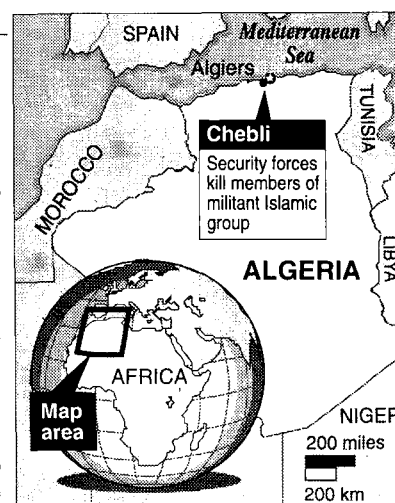 SPAIN
Mediterranean
Sea
Algiers
Chebli
Security forces
kill members of
militant Islamic
group
TUNISIA
MOROCCO
LIBYA
ALGERIA
AFRICA
Map
area
NIGER
200 miles
200 km